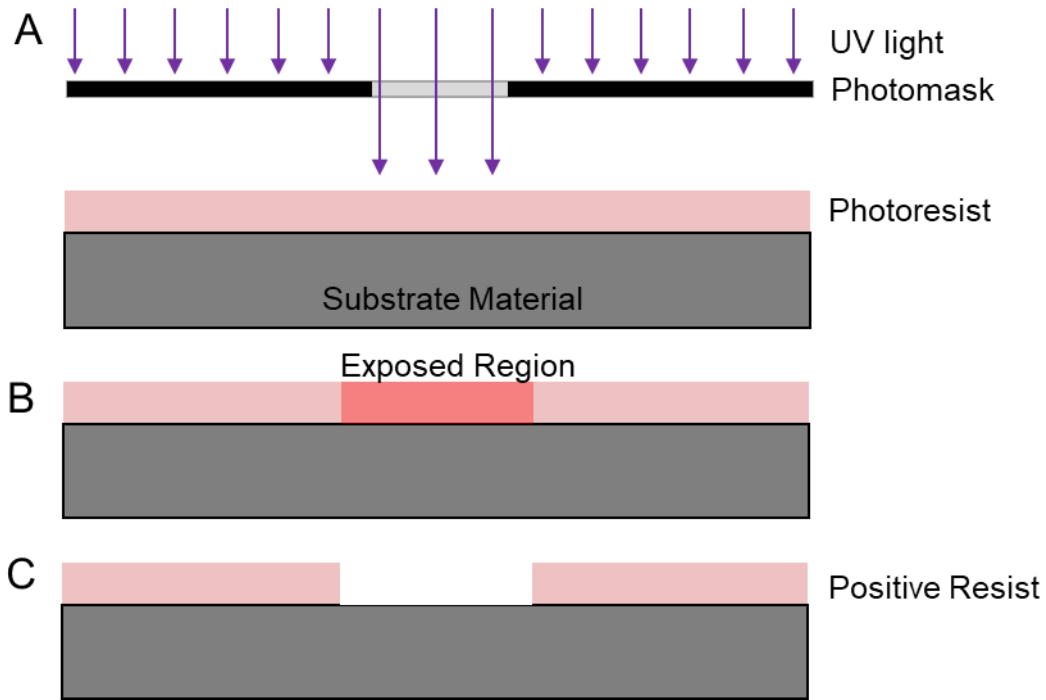 A
UV light
Photomask
Photoresist
Substrate Material
Exposed Region
B
C
Positive Resist